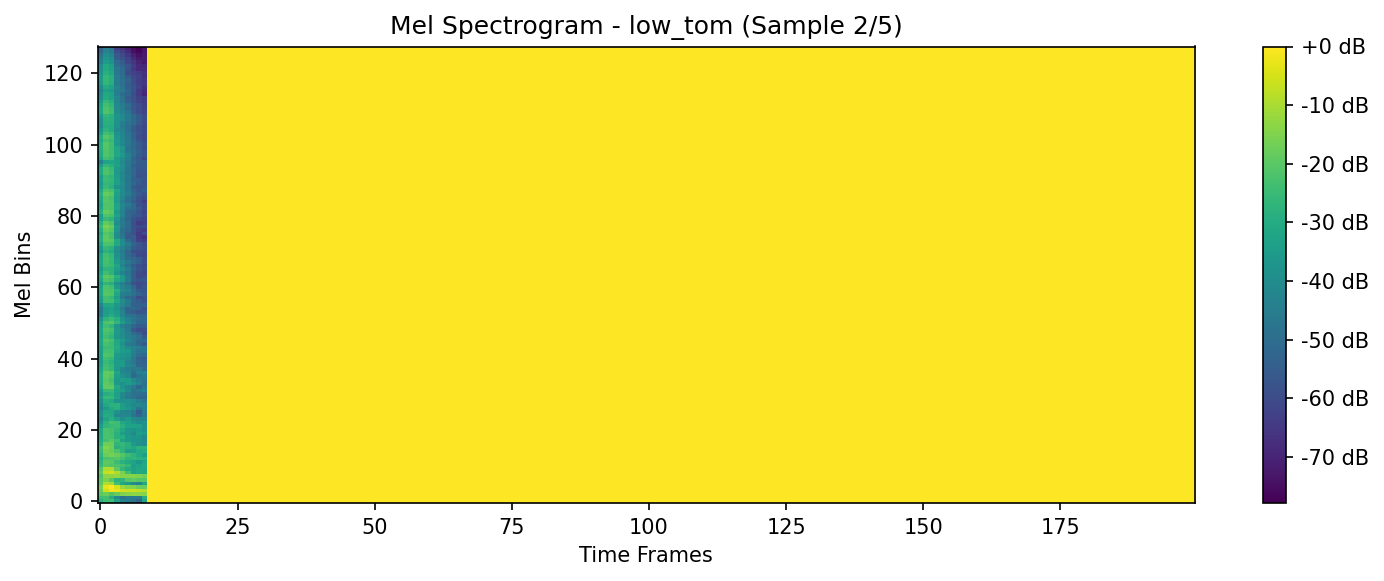 Mel Spectrogram - low_tom (Sample 2/5)
Mel Bins
120
100
80
60
40
20
0
0 25 50 75 100 125 150 175
Time Frames
+0 dB
-10 dB
-20 dB
-30 dB
-40 dB
-50 dB
-60 dB
-70 dB